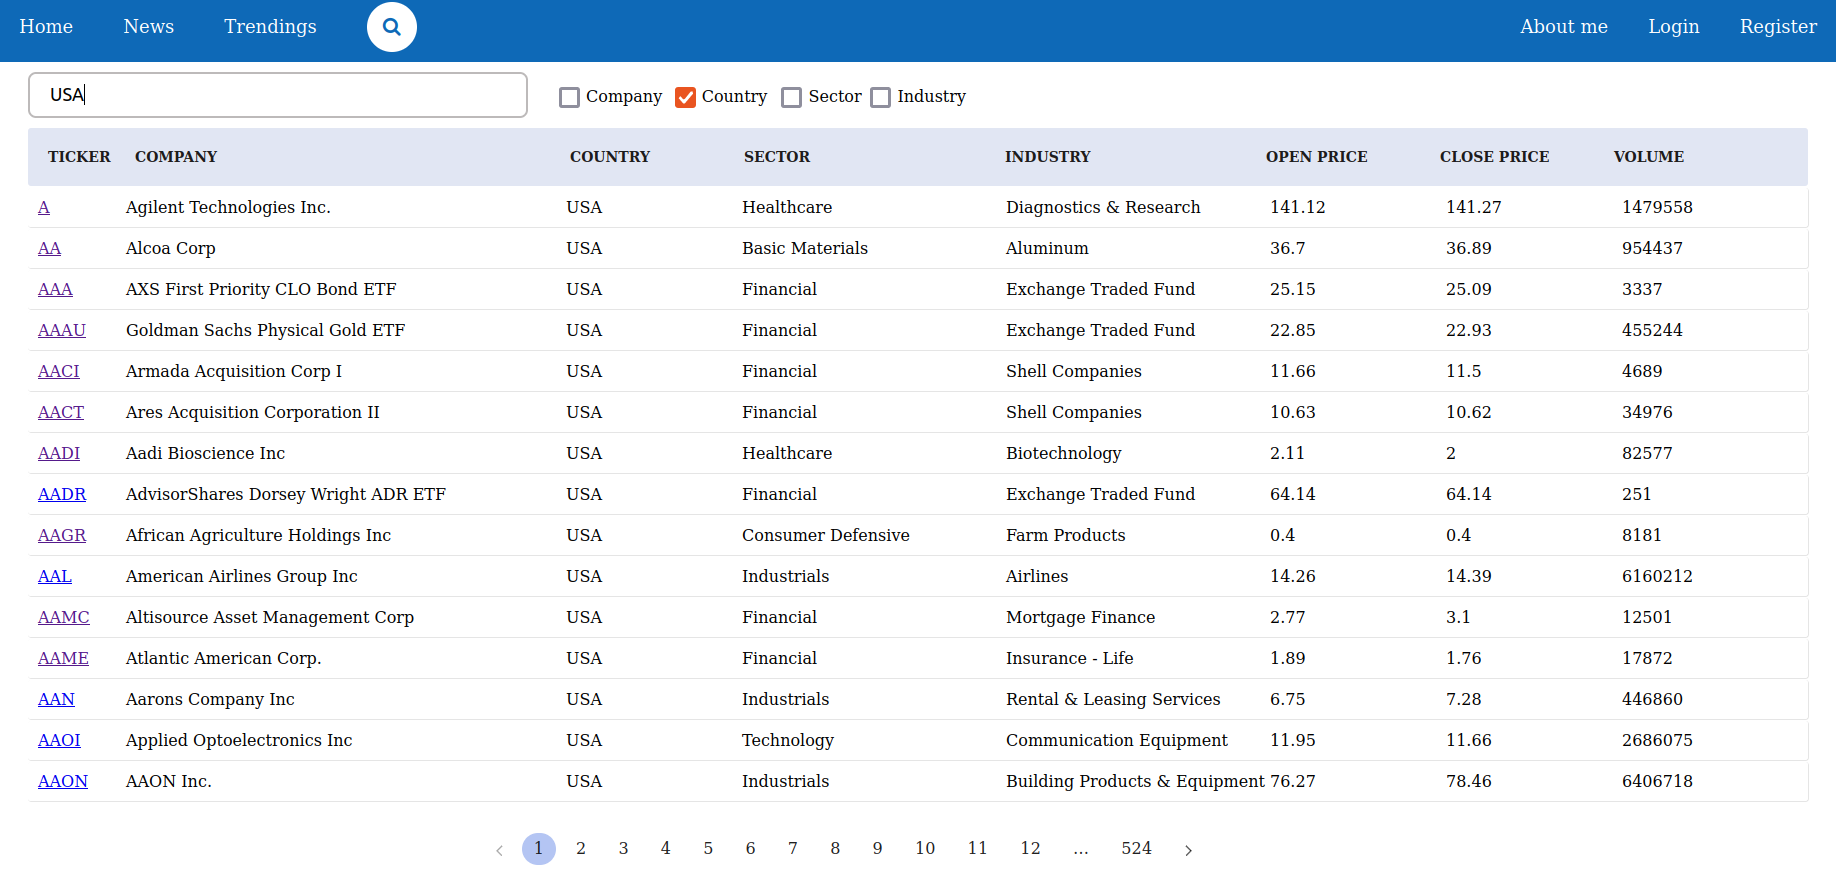 Home News Trendings About me Login Register
USA Company Country Sector Industry
TICKER COMPANY COUNTRY SECTOR INDUSTRY OPEN PRICE CLOSE PRICE VOLUME
A Agilent Technologies Inc. USA Healthcare Diagnostics & Research 141.12 141.27 1479558
AA Alcoa Corp USA Basic Materials Aluminum 36.7 36.89 954437
AAA AXS First Priority CLO Bond ETF USA Financial Exchange Traded Fund 25.15 25.09 3337
AAAU Goldman Sachs Physical Gold ETF USA Financial Exchange Traded Fund 22.85 22.93 455244
AACI Armada Acquisition Corp I USA Financial Shell Companies 11.66 11.5 4689
AACT Ares Acquisition Corporation II USA Financial Shell Companies 10.63 10.62 34976
AADI Aadi Bioscience Inc USA Healthcare Biotechnology 2.11 2 82577
AADR AdvisorShares Dorsey Wright ADR ETF USA Financial Exchange Traded Fund 64.14 64.14 251
AAGR African Agriculture Holdings Inc USA Consumer Defensive Farm Products 0.4 0.4 8181
AAL American Airlines Group Inc USA Industrials Airlines 14.26 14.39 6160212
AAMC Altisource Asset Management Corp USA Financial Mortgage Finance 2.77 3.1 12501
AAME Atlantic American Corp. USA Financial Insurance - Life 1.89 1.76 17872
AAN Aarons Company Inc USA Industrials Rental & Leasing Services 6.75 7.28 446860
AAOI Applied Optoelectronics Inc USA Technology Communication Equipment 11.95 11.66 2686075
AAON AAON Inc. USA Industrials Building Products & Equipment 76.27 78.46 6406718
‹ 1 2 3 4 5 6 7 8 9 10 11 12 ... 524 ›